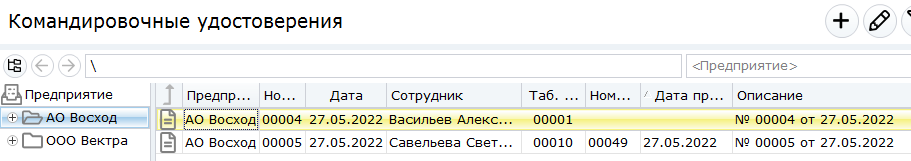 Командировочные удостоверения
\ <Предприятие>
Предприятие Предпр... Но... Дата Сотрудник Таб. ... Ном... Дата пр... Описание
АО Восход АО Восход 00004 27.05.2022 Васильев Алекс... 00001 № 00004 от 27.05.2022
ООО Вектра АО Восход 00005 27.05.2022 Савельева Свет... 00010 00049 27.05.2022 № 00005 от 27.05.2022